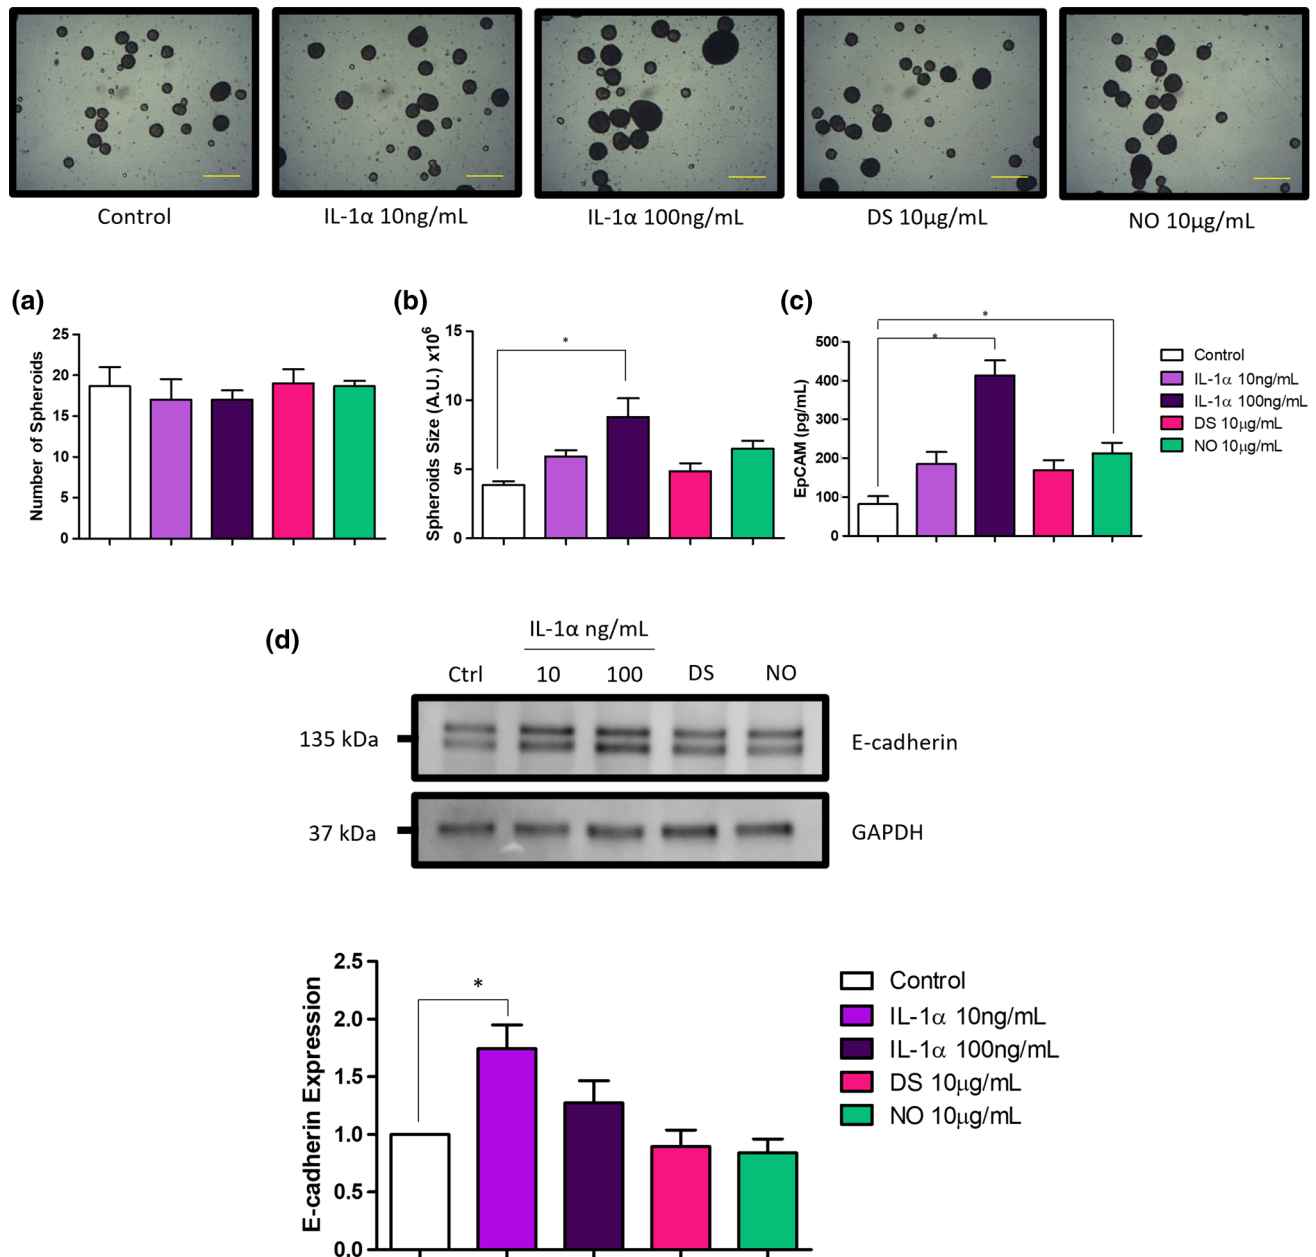 Control
IL-1α 10ng/mL
IL-1α 100ng/mL
DS 10µg/mL
NO 10µg/mL
(a)
Number of Spheroids
25
20
15
10
5
0
(b)
Spheroids Size (A.U.) x10⁶
15
10
5
0
*
(c)
EpCAM (pg/mL)
500
400
300
200
100
0
*
*
Control
IL-1α 10ng/mL
IL-1α 100ng/mL
DS 10µg/mL
NO 10µg/mL
(d)
IL-1α ng/mL
Ctrl 10 100 DS NO
135 kDa
E-cadherin
37 kDa
GAPDH
E-cadherin Expression
2.5
2.0
1.5
1.0
0.5
0.0
*
Control
IL-1α 10ng/mL
IL-1α 100ng/mL
DS 10µg/mL
NO 10µg/mL